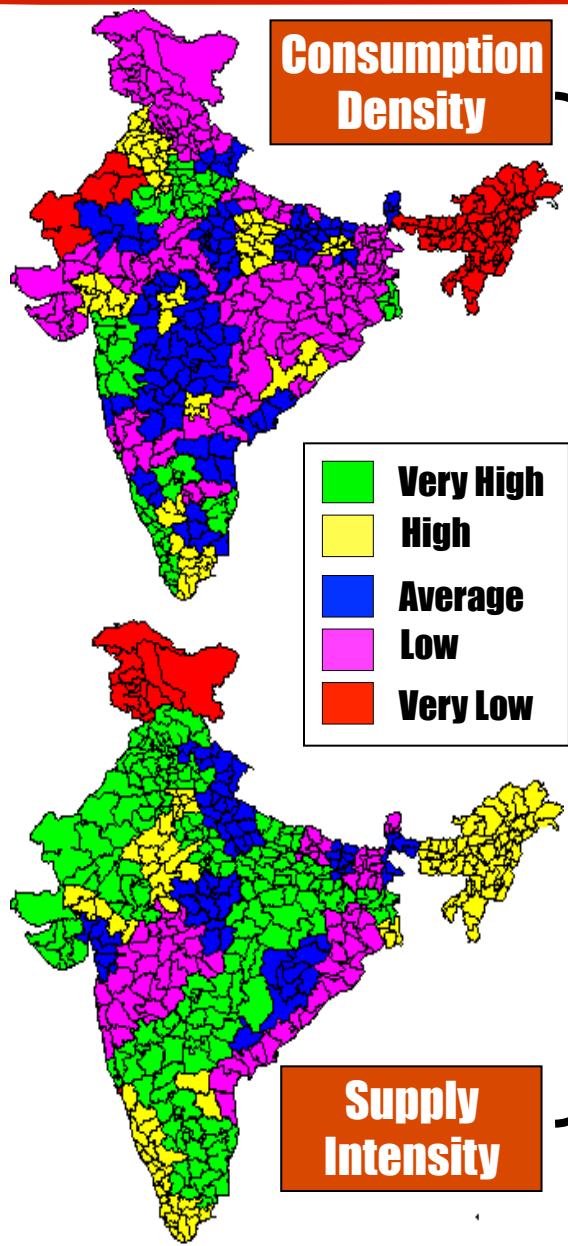 Consumption
Density
Very High
High
Average
Low
Very Low
Supply
Intensity